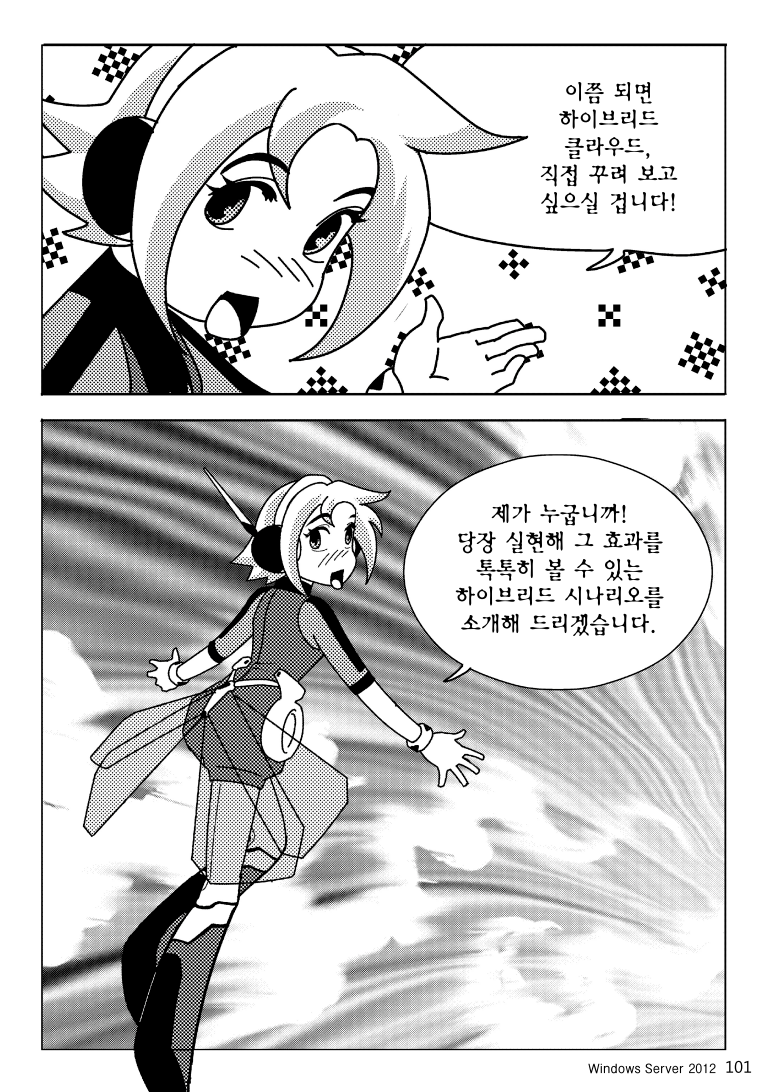 이쯤 되면
하이브리드
클라우드,
직접 꾸려 보고
싶으실 겁니다!
제가 누굽니까!
당장 실현해 그 효과를
톡톡히 볼 수 있는
하이브리드 시나리오를
소개해 드리겠습니다.
Windows Server 2012 101